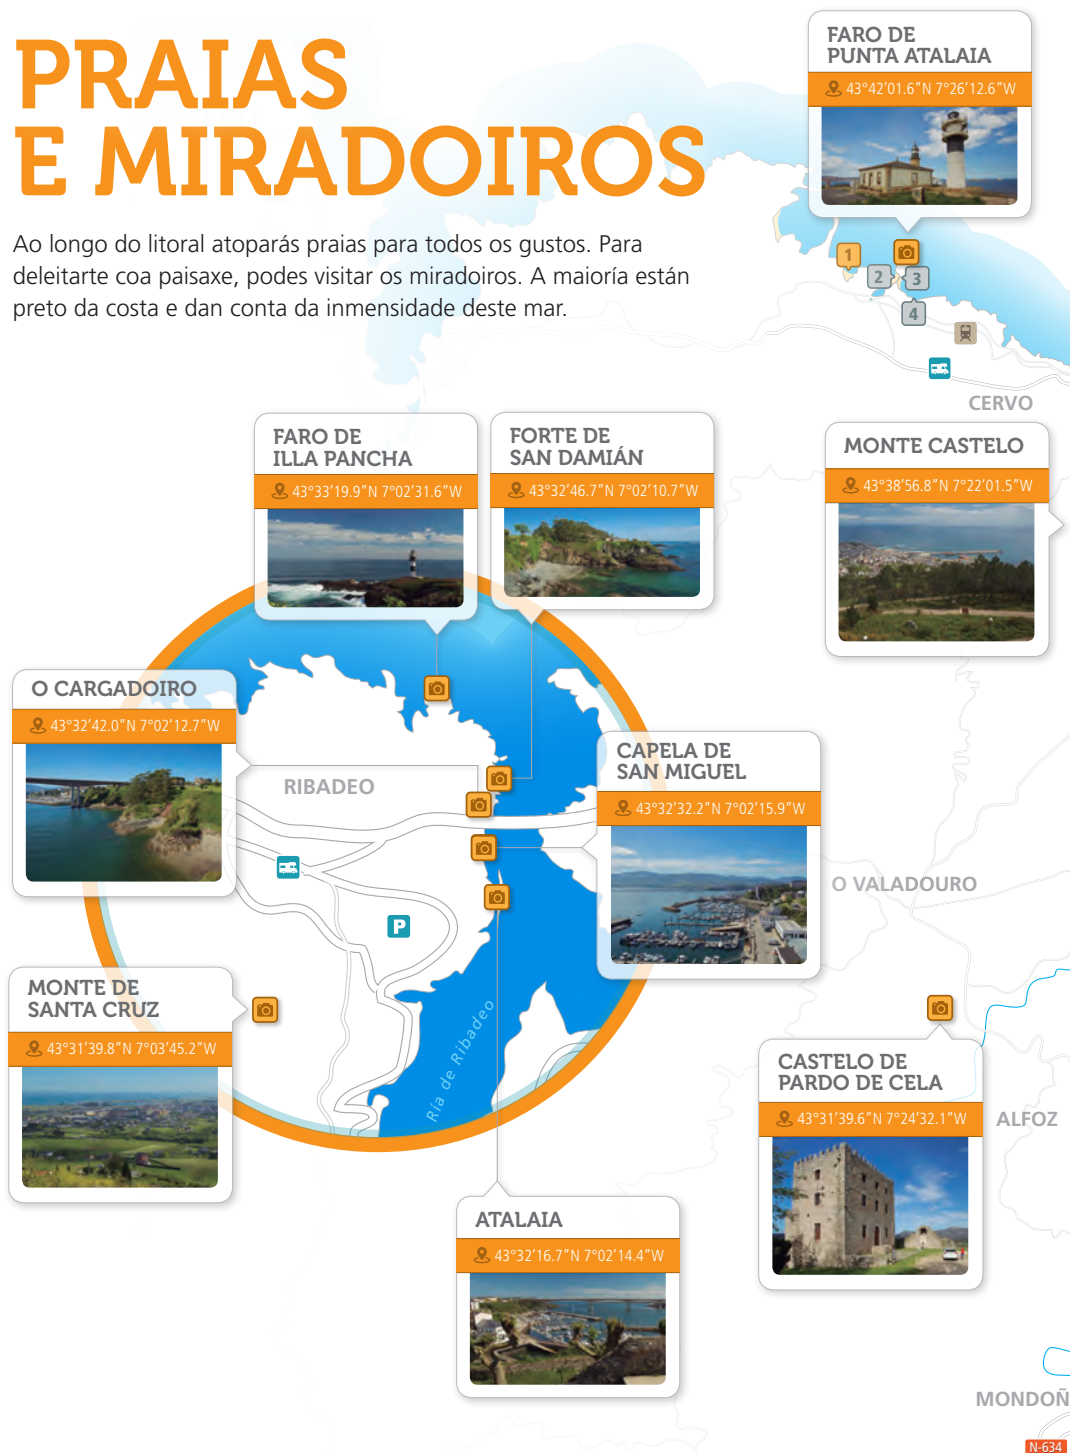 PRAIAS
E MIRADOIROS
Ao longo do litoral atoparás praias para todos os gustos. Para
deleitarte coa paisaxe, podes visitar os miradoiros. A maioría están
preto da costa e dan conta da inmensidade deste mar.
FARO DE
PUNTA ATALAIA
43°42’01.6”N 7°26’12.6”W
1
2
3
4
CERVO
FARO DE
ILLA PANCHA
43°33’19.9”N 7°02’31.6”W
FORTE DE
SAN DAMIÁN
43°32’46.7”N 7°02’10.7”W
MONTE CASTELO
43°38’56.8”N 7°22’01.5”W
O CARGADOIRO
43°32’42.0”N 7°02’12.7”W
RIBADEO
CAPELA DE
SAN MIGUEL
43°32’32.2”N 7°02’15.9”W
O VALADOURO
P
MONTE DE
SANTA CRUZ
43°31’39.8”N 7°03’45.2”W
Ría de Ribadeo
CASTELO DE
PARDO DE CELA
43°31’39.6”N 7°24’32.1”W
ALFOZ
ATALAIA
43°32’16.7”N 7°02’14.4”W
MONDOÑ
N-634